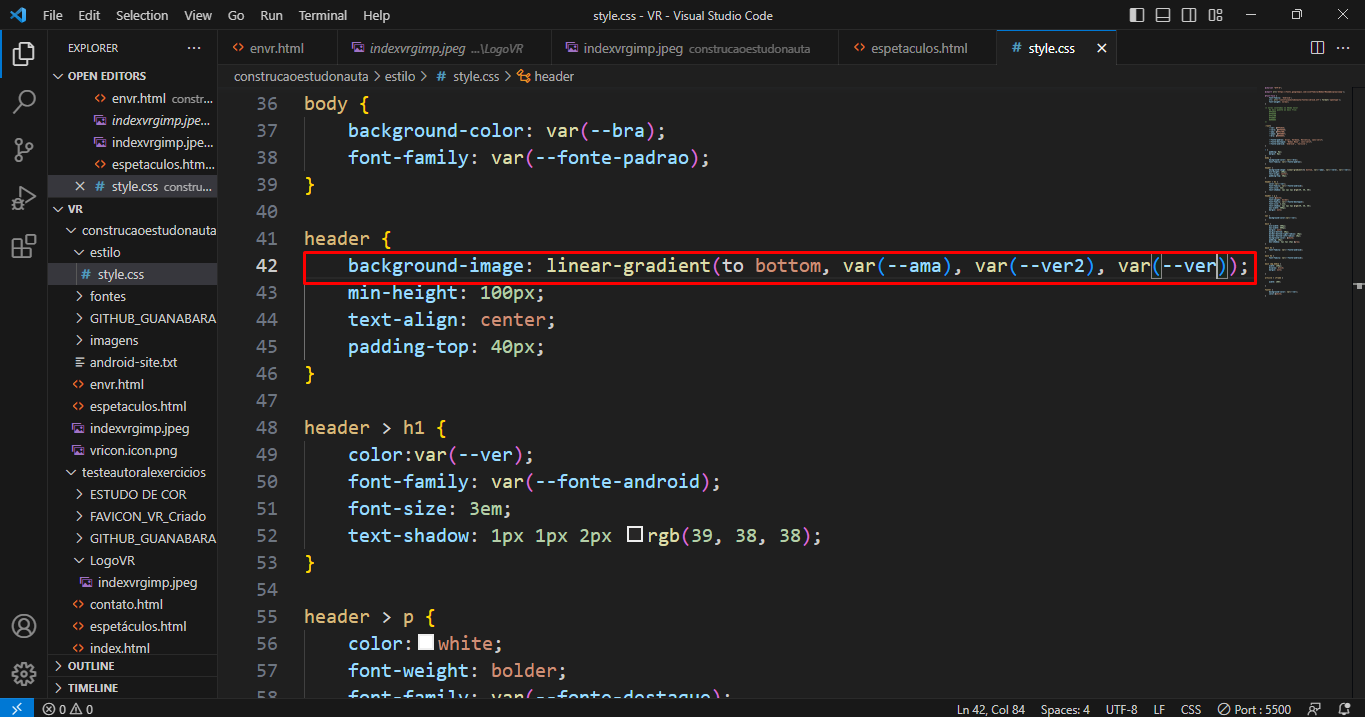 File Edit Selection View Go Run Terminal Help style.css - VR - Visual Studio Code
EXPLORER ...
envr.html indexvrgimp.jpeg ...\LogoVR indexvrgimp.jpeg construcaoestudonauta espetaculos.html # style.css
construcaoestudonauta > estilo > # style.css > header
OPEN EDITORS
envr.html constr...
indexvrgimp.jpe...
indexvrgimp.jpe...
espetaculos.htm...
# style.css constru...
VR
construcaoestudonauta
estilo
# style.css
fontes
GITHUB_GUANABARA
imagens
android-site.txt
envr.html
espetaculos.html
indexvrgimp.jpeg
vricon.icon.png
testeautoralexercicios
ESTUDO DE COR
FAVICON_VR_Criado
GITHUB_GUANABARA
LogoVR
indexvrgimp.jpeg
contato.html
espetáculos.html
index.html
OUTLINE
TIMELINE
36 body {
37 background-color: var(--bra);
38 font-family: var(--fonte-padrao);
39 }
40
41 header {
42 background-image: linear-gradient(to bottom, var(--ama), var(--ver2), var(--ver));
43 min-height: 100px;
44 text-align: center;
45 padding-top: 40px;
46 }
47
48 header > h1 {
49 color:var(--ver);
50 font-family: var(--fonte-android);
51 font-size: 3em;
52 text-shadow: 1px 1px 2px rgb(39, 38, 38);
53 }
54
55 header > p {
56 color: white;
57 font-weight: bolder;
58 font-family: var(--fonte-destaque);
0 0 Ln 42, Col 84 Spaces: 4 UTF-8 LF CSS Port : 5500